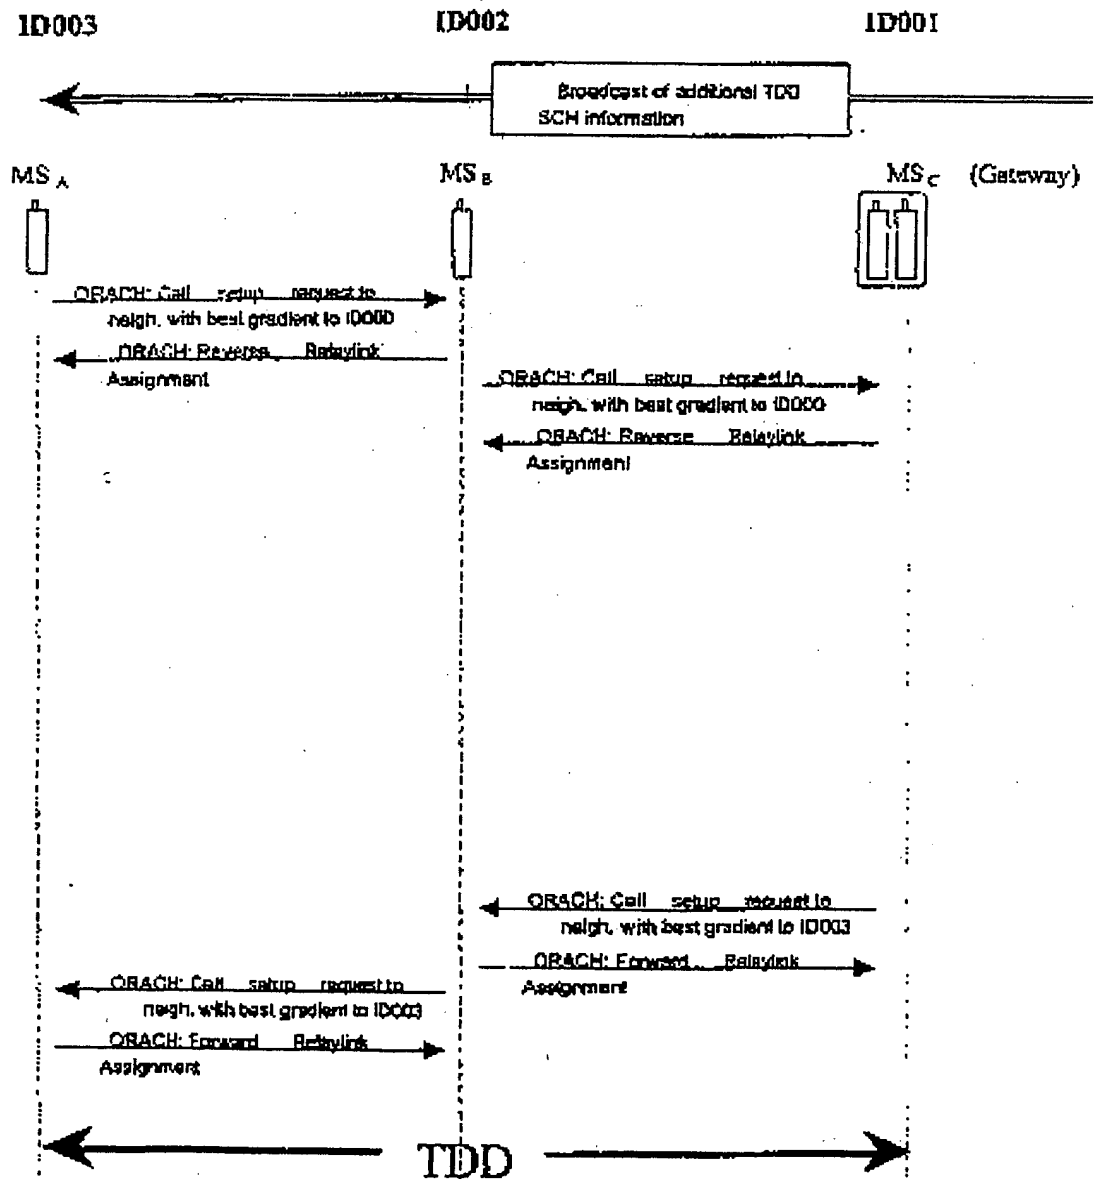 ID003 ID002 ID001
Broadcast of additional TDD
SCH information
MS A MS B MS C (Gateway)
ORACH: Call setup request to
neigh. with best gradient to ID000
ORACH: Reverse Relaylink
Assignment
ORACH: Call setup request to
neigh. with best gradient to ID000
ORACH: Reverse Relaylink
Assignment
ORACH: Call setup request to
neigh. with best gradient to ID003
ORACH: Forward Relaylink
Assignment
ORACH: Call setup request to
neigh. with best gradient to ID003
ORACH: Forward Relaylink
Assignment
TDD